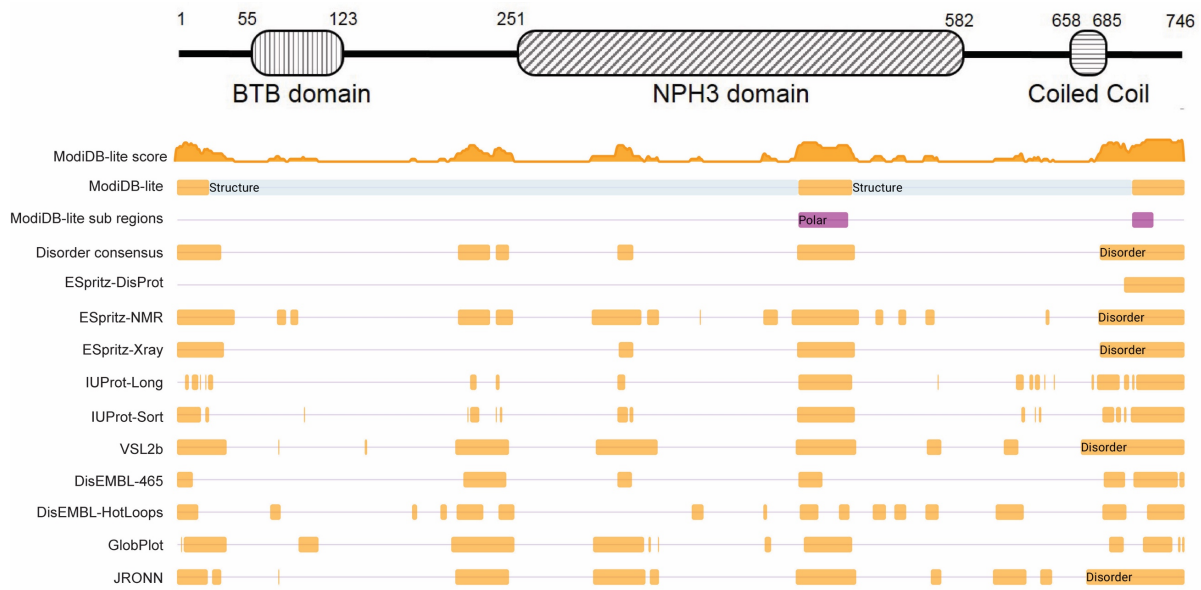 1 55 123 251 582 658 685 746
BTB domain NPH3 domain Coiled Coil
ModiDB-lite score
ModiDB-lite Structure Structure
ModiDB-lite sub regions Polar
Disorder consensus Disorder
ESpritz-DisProt
ESpritz-NMR Disorder
ESpritz-Xray Disorder
IUProt-Long
IUProt-Sort
VSL2b Disorder
DisEMBL-465
DisEMBL-HotLoops
GlobPlot
JRONN Disorder